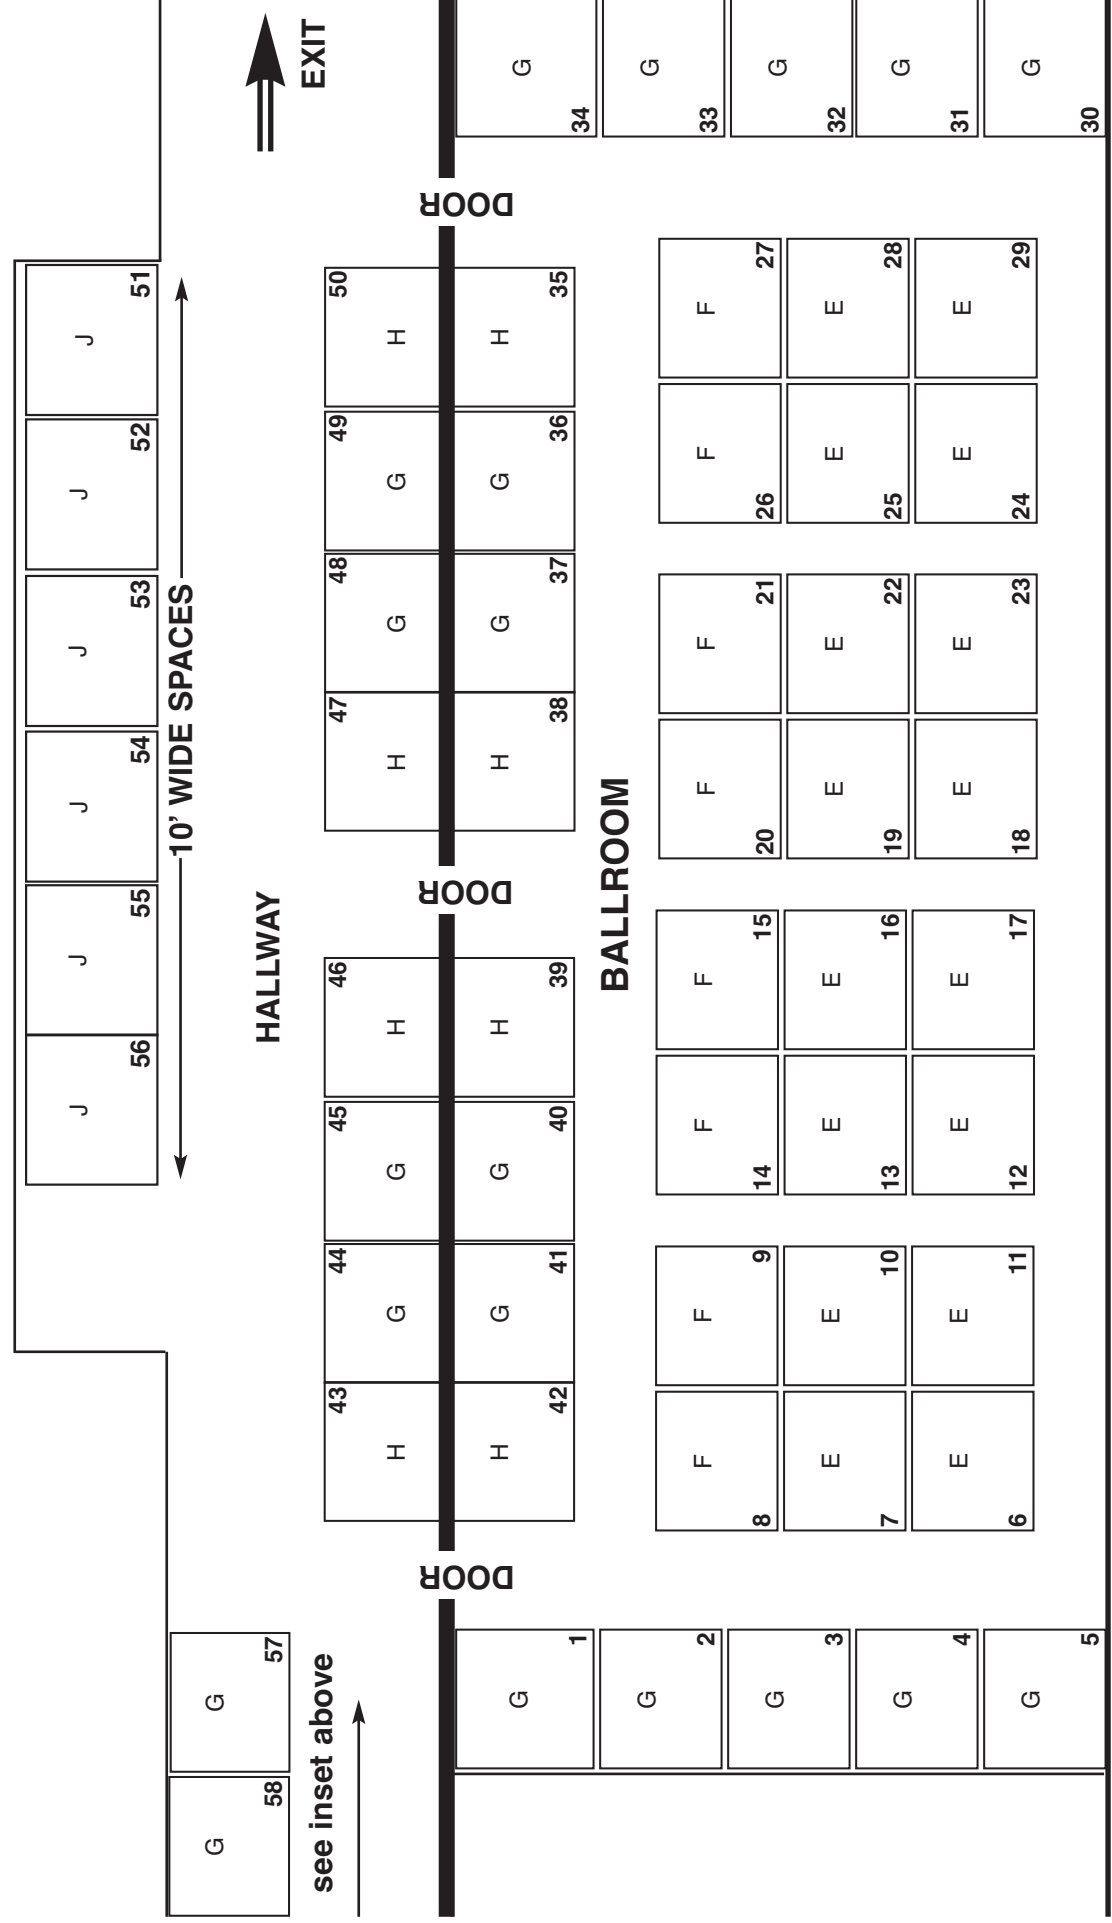 J J J J J J
56 55 54 53 52 51
10’ WIDE SPACES
G G
58 57
HALLWAY
EXIT
see inset above
43 44 45 46 47 48 49 50
H G G H H G G H
DOOR DOOR DOOR
H G G H H G G H
42 41 40 39 38 37 36 35
G G
1 34
BALLROOM
G G
2 33
F F F F F F F F
8 9 14 15 20 21 26 27
G G
3 32
E E E E E E E E
7 10 13 16 19 22 25 28
G G
4 31
E E E E E E E E
6 11 12 17 18 23 24 29
G G
5 30